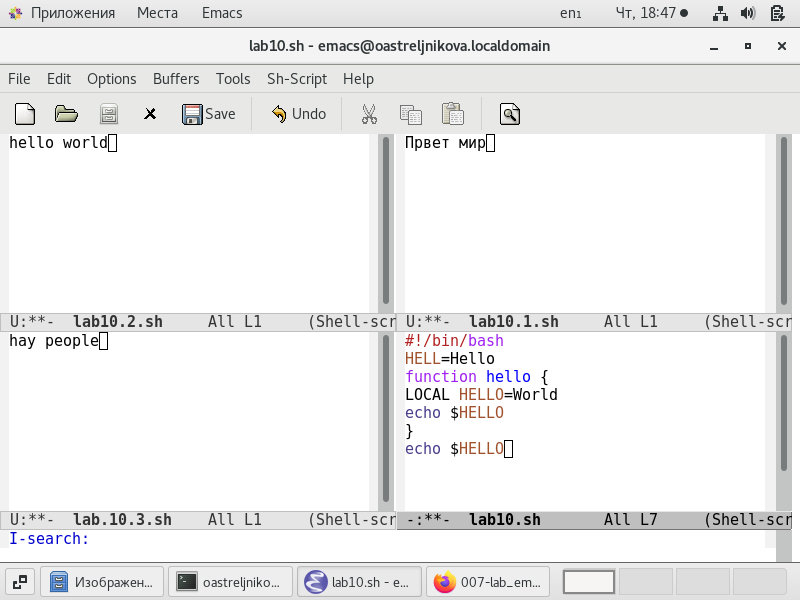 Приложения Места Emacs en₁ Чт, 18:47
lab10.sh - emacs@oastreljnikova.localdomain
File Edit Options Buffers Tools Sh-Script Help
Save Undo
hello world
Првет мир
U:**- lab10.2.sh All L1 (Shell-scr
U:**- lab10.1.sh All L1 (Shell-scr
hay people
#!/bin/bash
HELL=Hello
function hello {
LOCAL HELLO=World
echo $HELLO
}
echo $HELLO
U:**- lab.10.3.sh All L1 (Shell-scr
-:**- lab10.sh All L7 (Shell-scr
I-search:
Изображен... oastreljniko... lab10.sh - e... 007-lab_em...